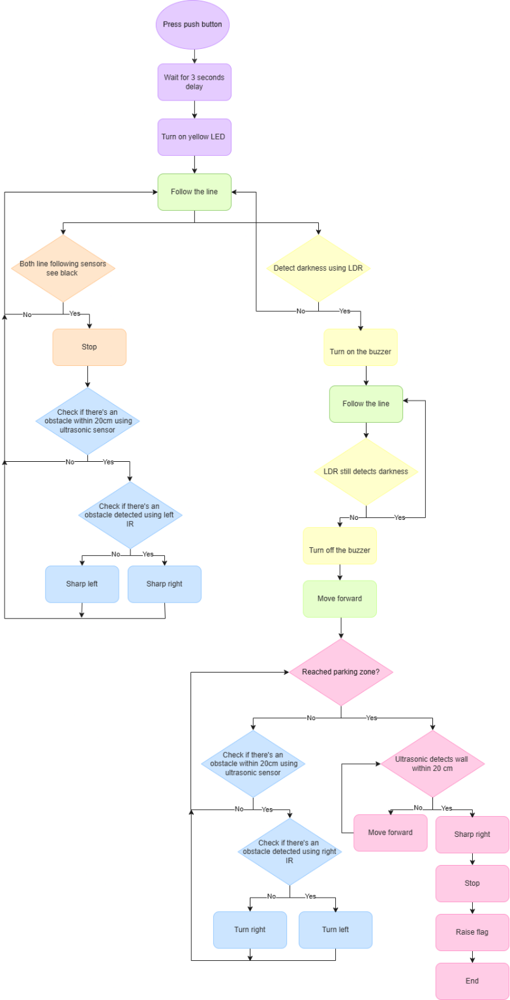 Press push button
Wait for 3 seconds
delay
Turn on yellow LED
Follow the line
Both line following sensors
see black
Detect darkness using LDR
No
Yes
No
Yes
Stop
Turn on the buzzer
Check if there's an
obstacle within 20cm using
ultrasonic sensor
Follow the line
No
Yes
LDR still detects darkness
Check if there's an
obstacle detected using left
IR
No
Yes
No
Yes
Turn off the buzzer
Sharp left
Sharp right
Move forward
Reached parking zone?
No
Yes
Check if there's an
obstacle within 20cm using
ultrasonic sensor
Ultrasonic detects wall
within 20 cm
No
Yes
No
Yes
Move forward
Sharp right
Check if there's an
obstacle detected using right
IR
Stop
No
Yes
Turn right
Turn left
Raise flag
End